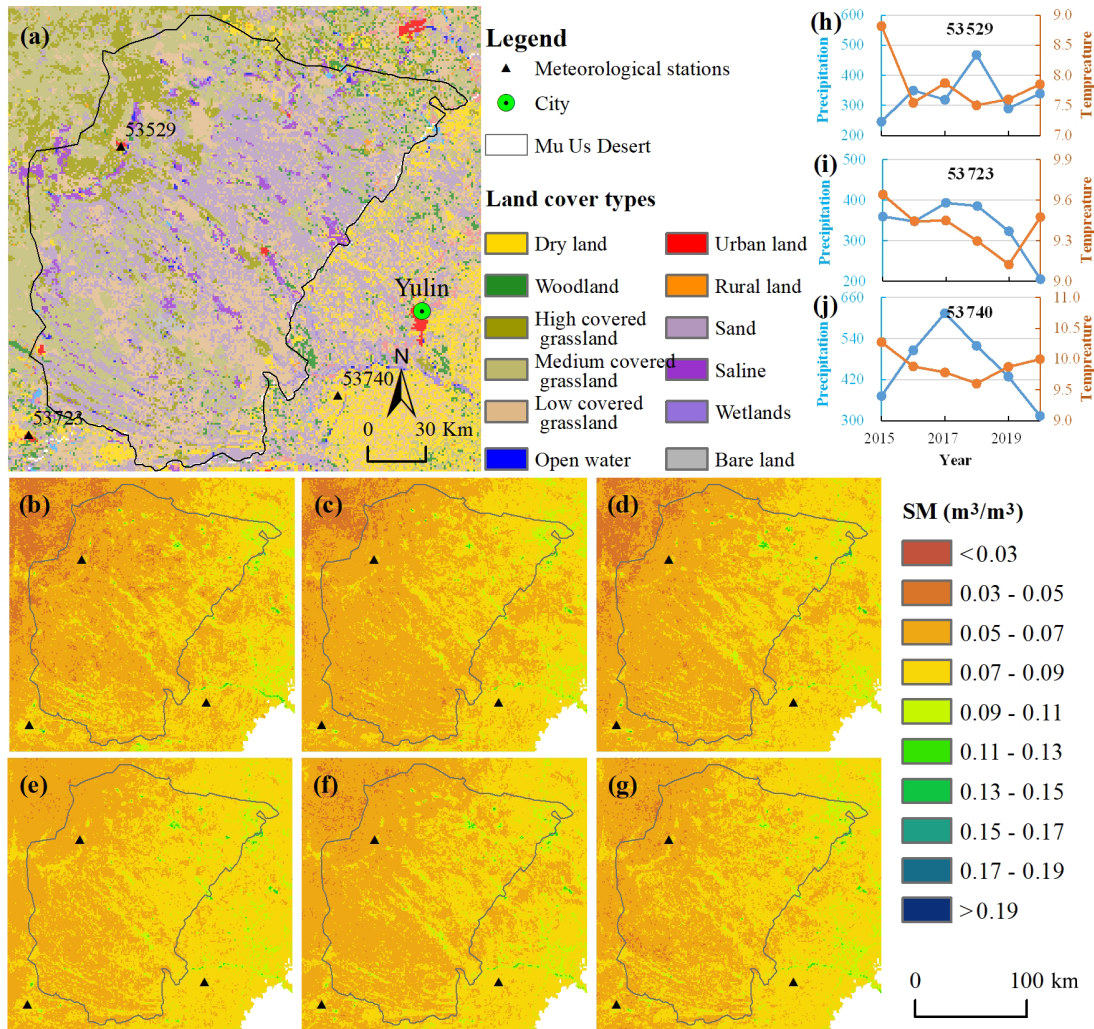 (a)
53529
53723
53740
Yulin
N
0 30 Km
Legend
Meteorological stations
City
Mu Us Desert
Land cover types
Dry land
Woodland
High covered
grassland
Medium covered
grassland
Low covered
grassland
Open water
Urban land
Rural land
Sand
Saline
Wetlands
Bare land
(h)
53529
Precipitation
600
500
400
300
200
9.0
8.5
8.0
7.5
7.0
Tempreature
(i)
53723
Precipitation
500
400
300
200
9.9
9.6
9.3
9.0
Tempreature
(j)
53740
Precipitation
660
540
420
300
11.0
10.5
10.0
9.5
9.0
Tempreature
2015 2017 2019
Year
(b)
(c)
(d)
(e)
(f)
(g)
SM (m³/m³)
<0.03
0.03 - 0.05
0.05 - 0.07
0.07 - 0.09
0.09 - 0.11
0.11 - 0.13
0.13 - 0.15
0.15 - 0.17
0.17 - 0.19
>0.19
0 100 km